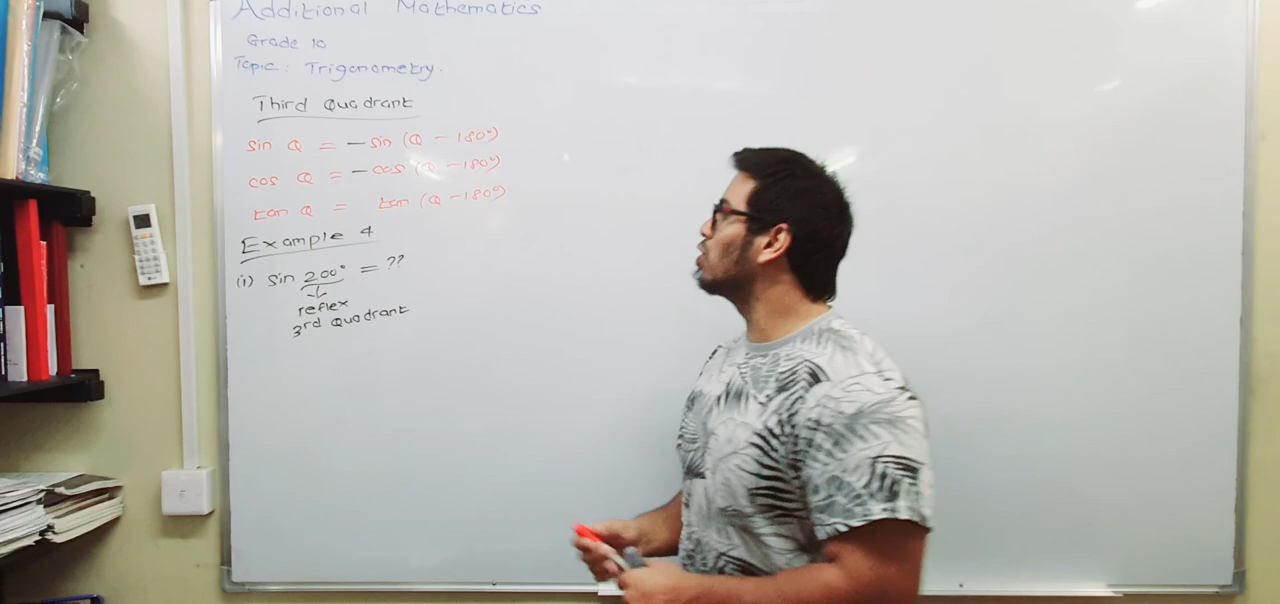 Additional Mathematics
Grade 10
Topic: Trigonometry.
Third Quadrant
sin Q = -sin (Q - 180°)
cos Q = -cos (Q - 180°)
tan Q = tan (Q - 180°)
Example 4
(i) sin 200° = ??
reflex
3rd Quadrant